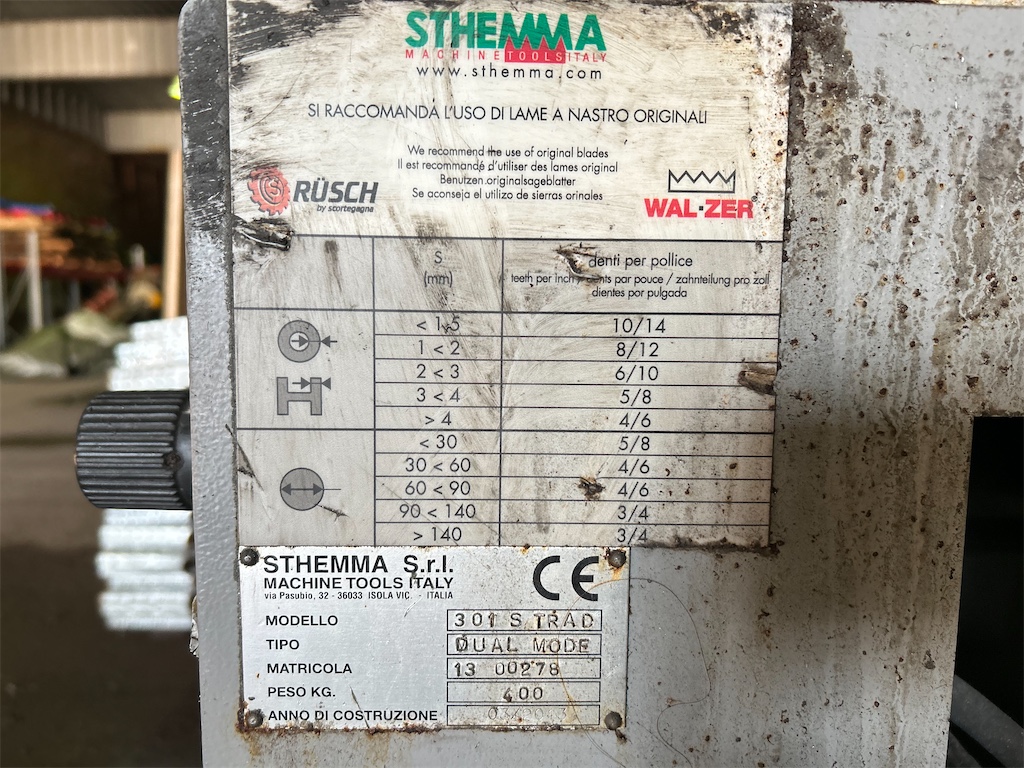 STHEMMA
MACHINE TOOLS ITALY
www.sthemma.com
SI RACCOMANDA L'USO DI LAME A NASTRO ORIGINALI
We recommend the use of original blades
Il est recommandé d'utiliser des lames original
Benutzen originalsageblatter
Se aconseja el utilizo de sierras orinales
RÜSCH
by scortegagna
WAL-ZER
S (mm)
denti per pollice
teeth per inch / dents par pouce / zahnteilung pro zoll
dientes por pulgada
< 1,5 10/14
1 < 2 8/12
2 < 3 6/10
3 < 4 5/8
> 4 4/6
< 30 5/8
30 < 60 4/6
60 < 90 4/6
90 < 140 3/4
> 140 3/4
STHEMMA S.r.l.
MACHINE TOOLS ITALY
via Pasubio, 32 - 36033 ISOLA VIC. - ITALIA
CE
MODELLO 301 S TRAD
TIPO DUAL MODE
MATRICOLA 13 00278
PESO KG. 400
ANNO DI COSTRUZIONE